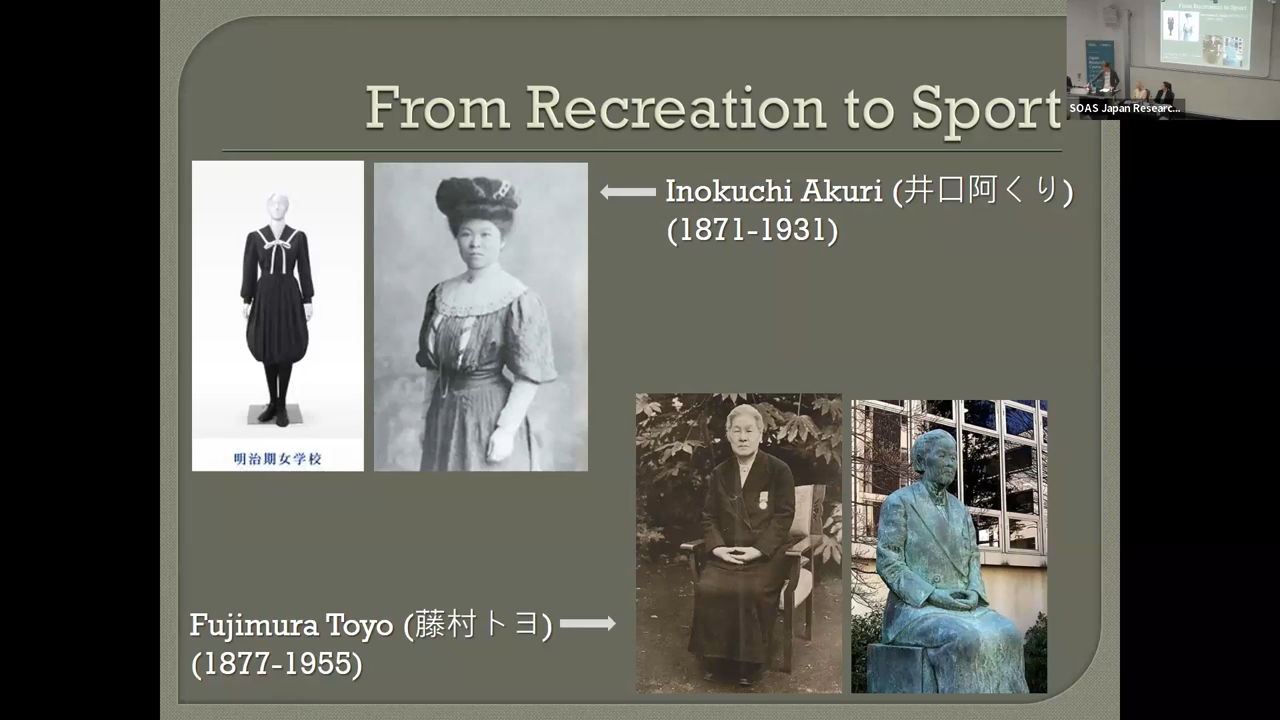 From Recreation to Sport
SOAS Japan Researc...
Inokuchi Akuri (井口阿くり)
(1871-1931)
明治期女学校
Fujimura Toyo (藤村トヨ)
(1877-1955)